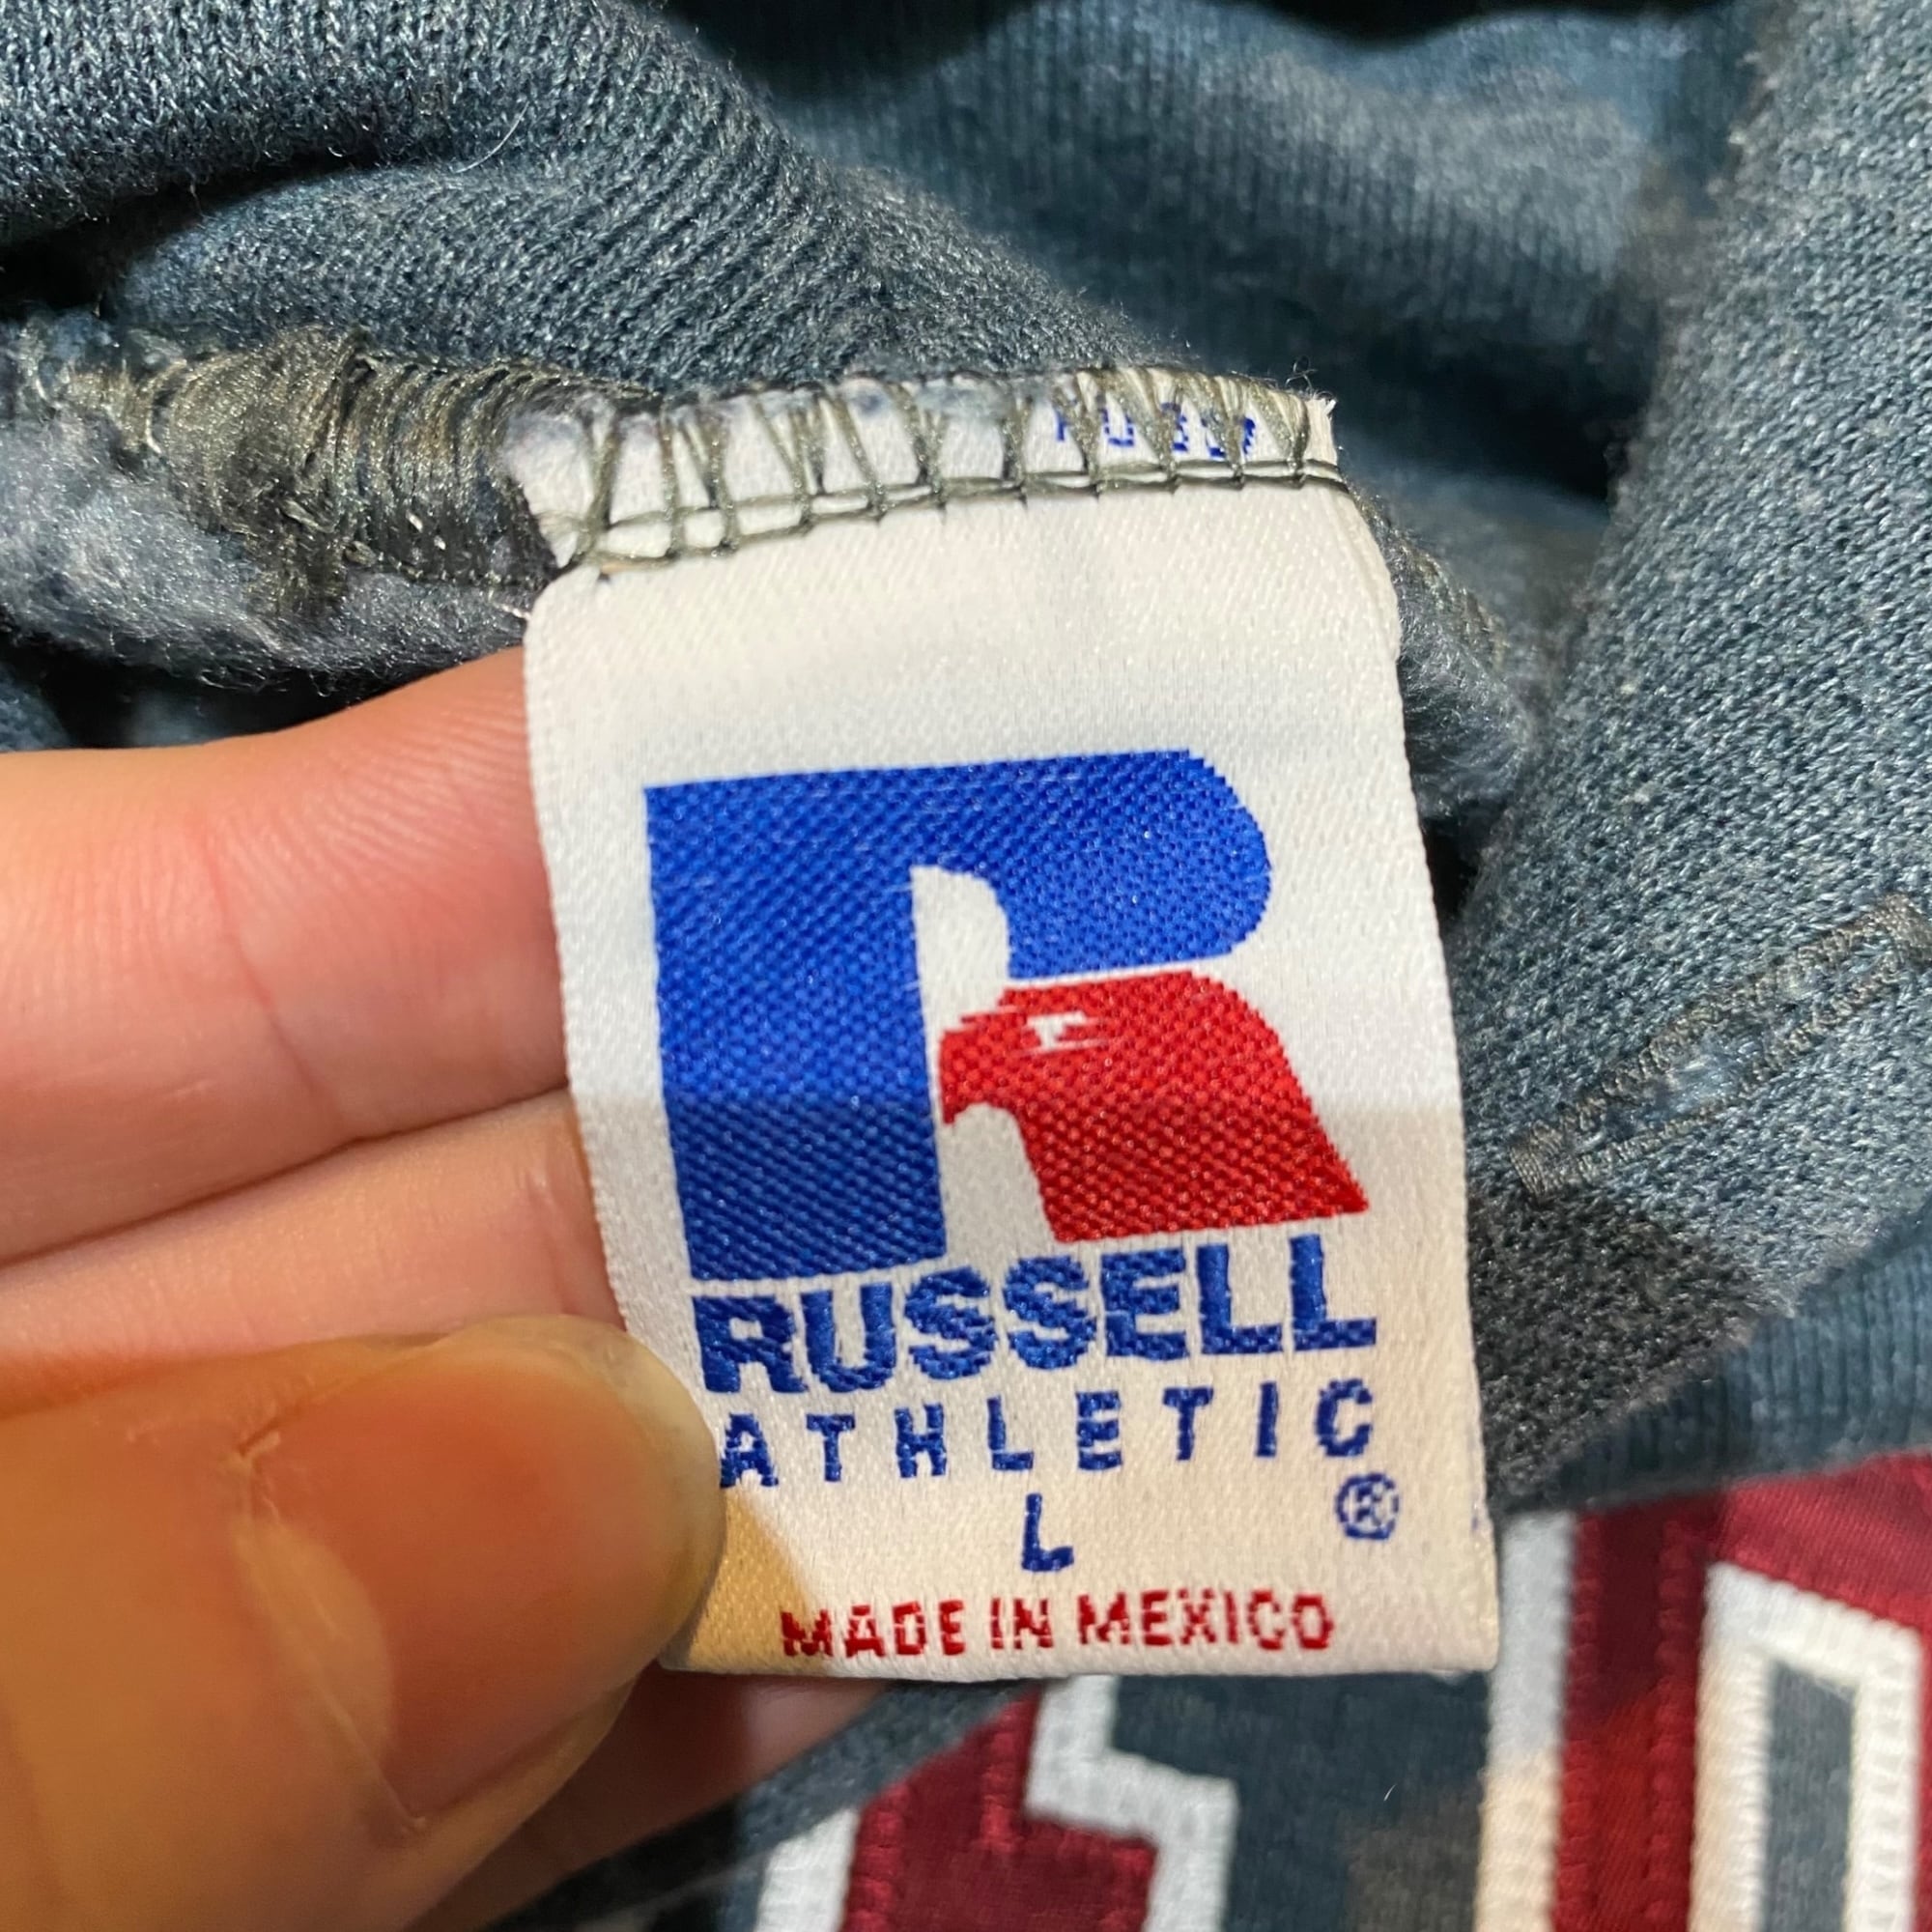 RUSSELL
ATHLETIC
®
L
MADE IN MEXICO